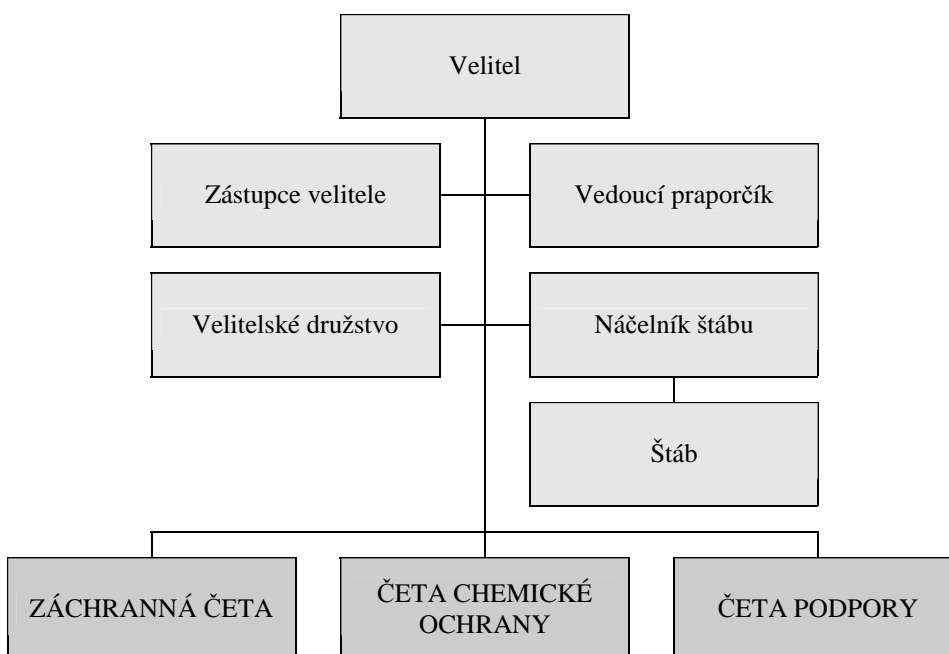 Velitel
Zástupce velitele
Vedoucí praporčík
Velitelské družstvo
Náčelník štábu
Štáb
ZÁCHRANNÁ ČETA
ČETA CHEMICKÉ
OCHRANY
ČETA PODPORY